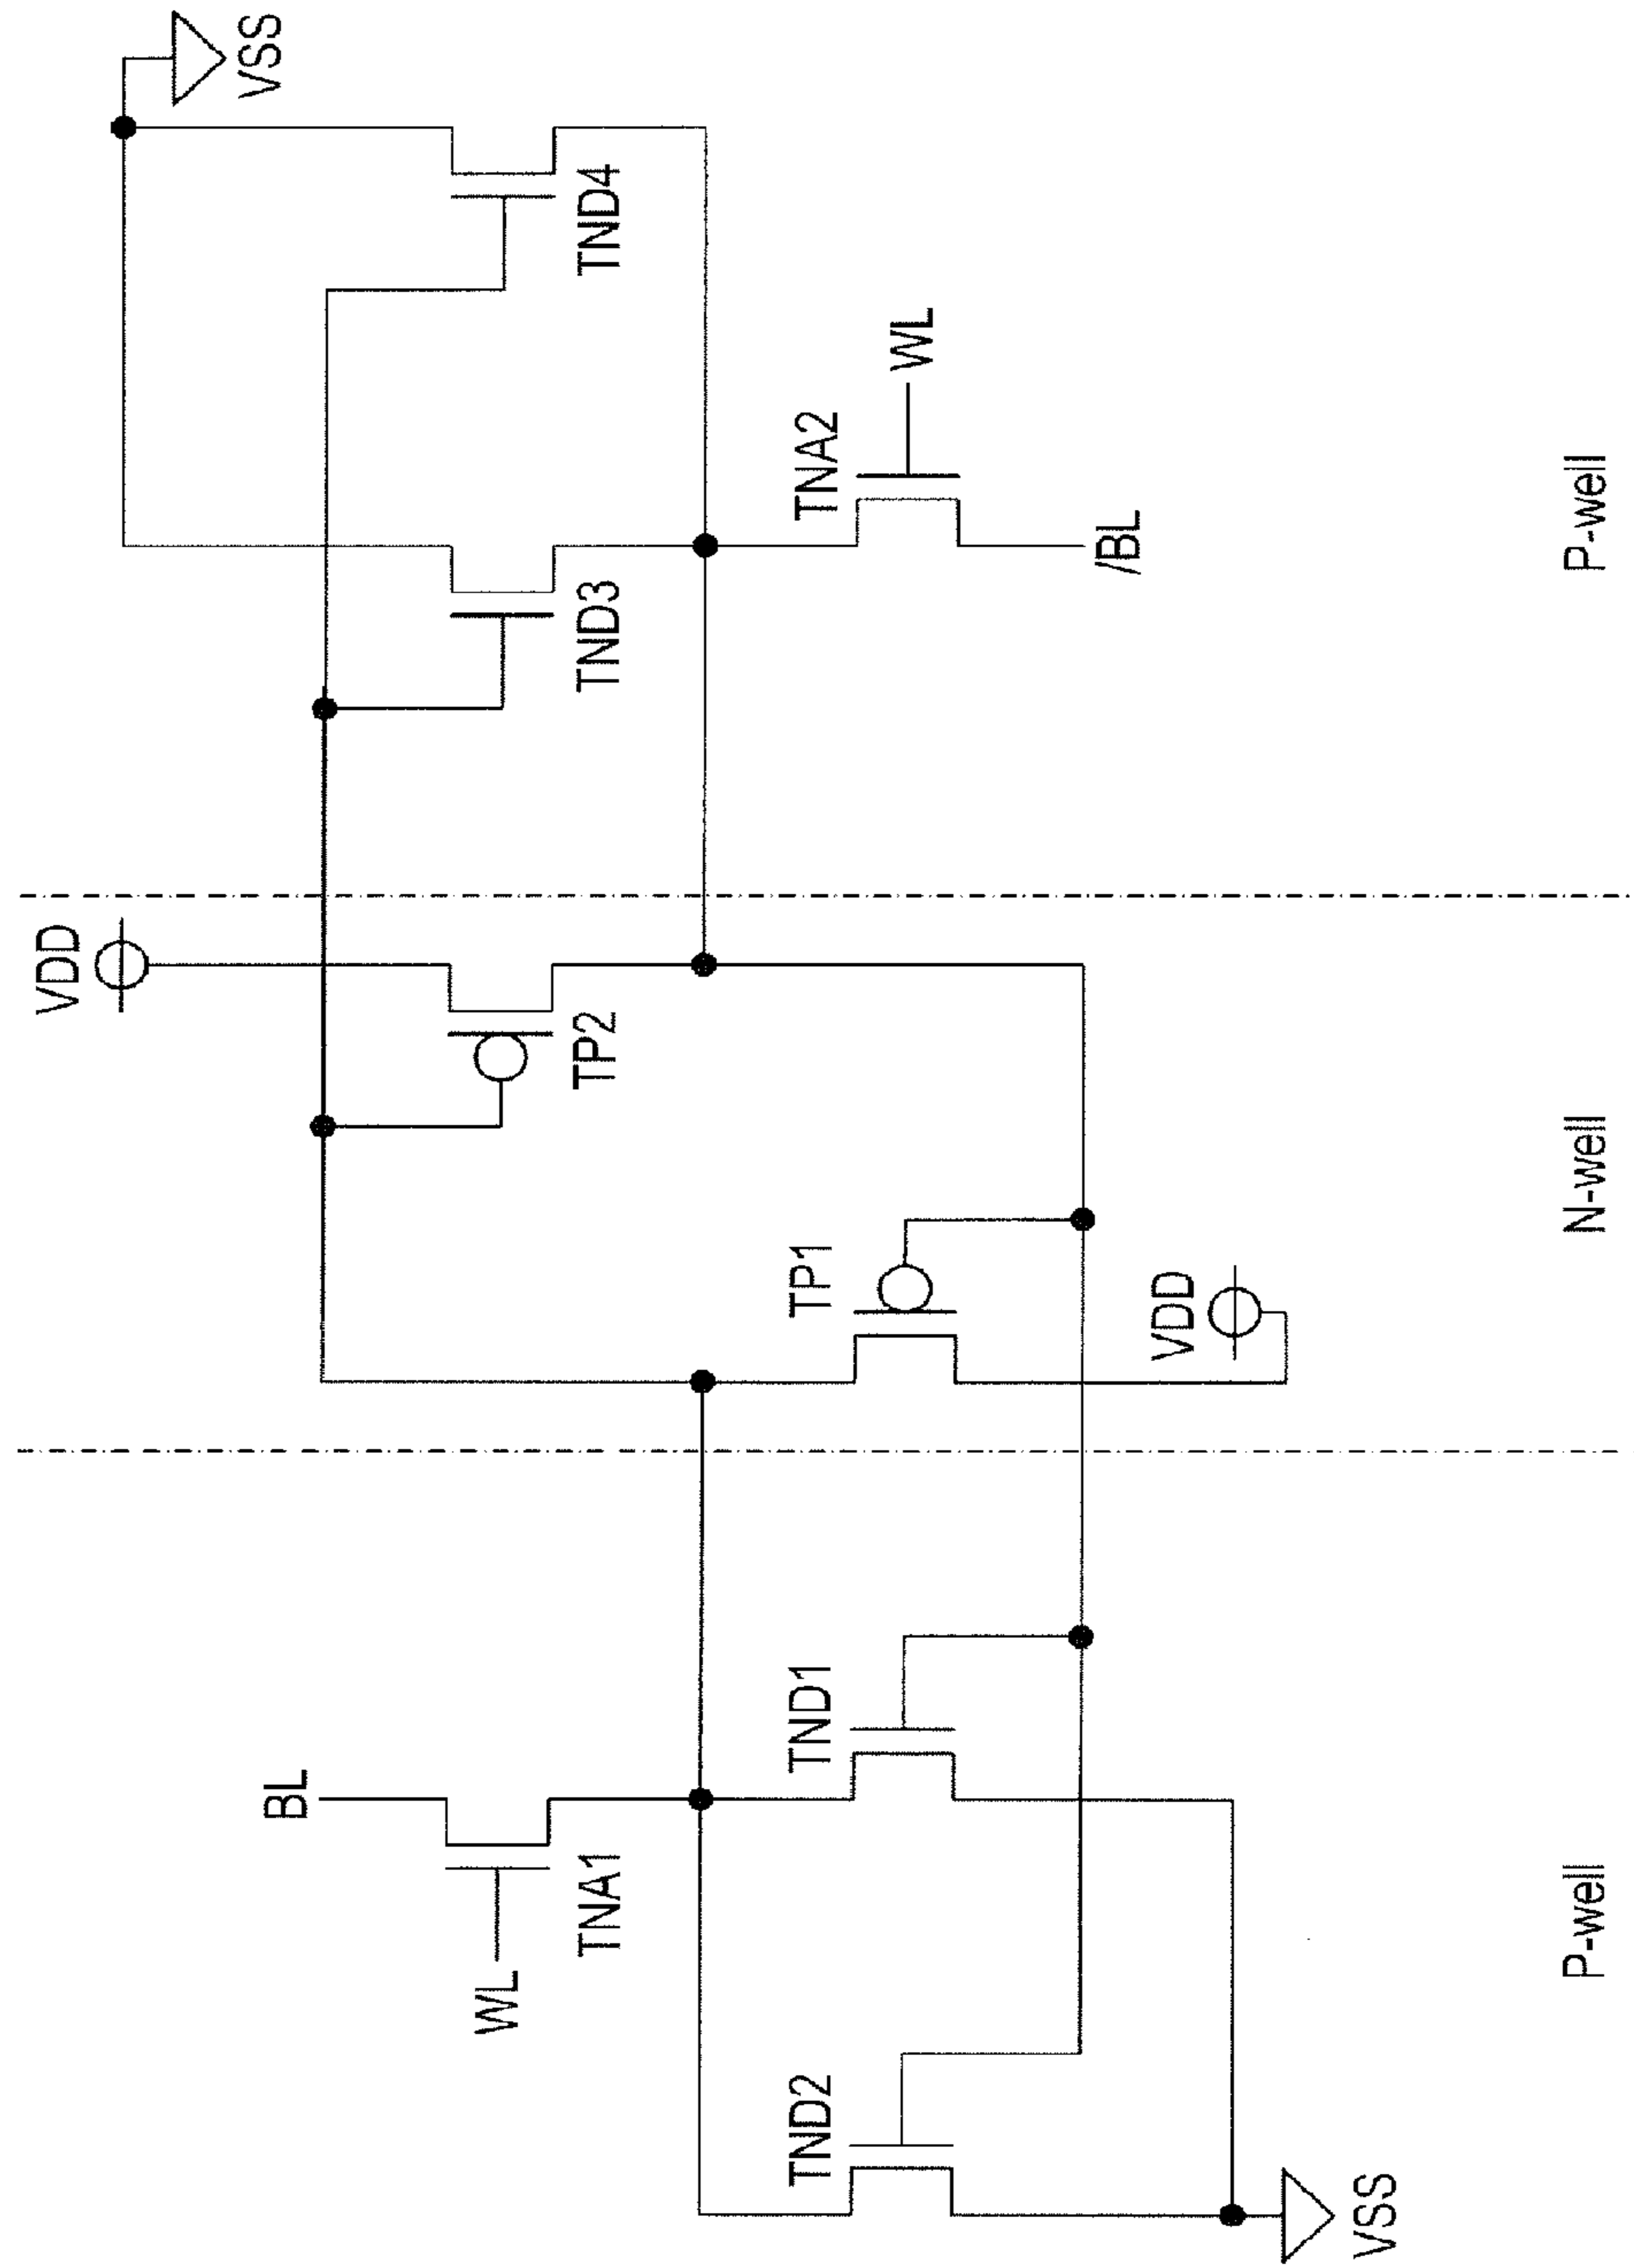 VDD
VSS
BL
WL
TNA1
TP2
TND3
TND4
TND2
TND1
TP1
TNA2
WL
/BL
VDD
VSS
P-well
N-well
P-well